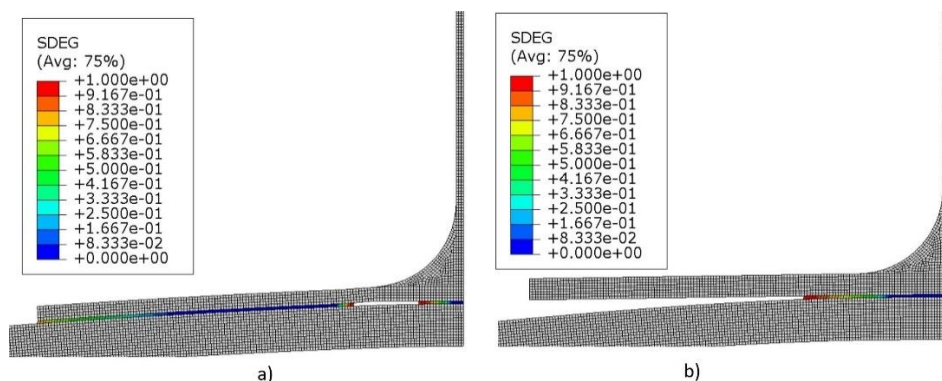 SDEG
(Avg: 75%)
+1.000e+00
+9.167e-01
+8.333e-01
+7.500e-01
+6.667e-01
+5.833e-01
+5.000e-01
+4.167e-01
+3.333e-01
+2.500e-01
+1.667e-01
+8.333e-02
+0.000e+00
a)
SDEG
(Avg: 75%)
+1.000e+00
+9.167e-01
+8.333e-01
+7.500e-01
+6.667e-01
+5.833e-01
+5.000e-01
+4.167e-01
+3.333e-01
+2.500e-01
+1.667e-01
+8.333e-02
+0.000e+00
b)